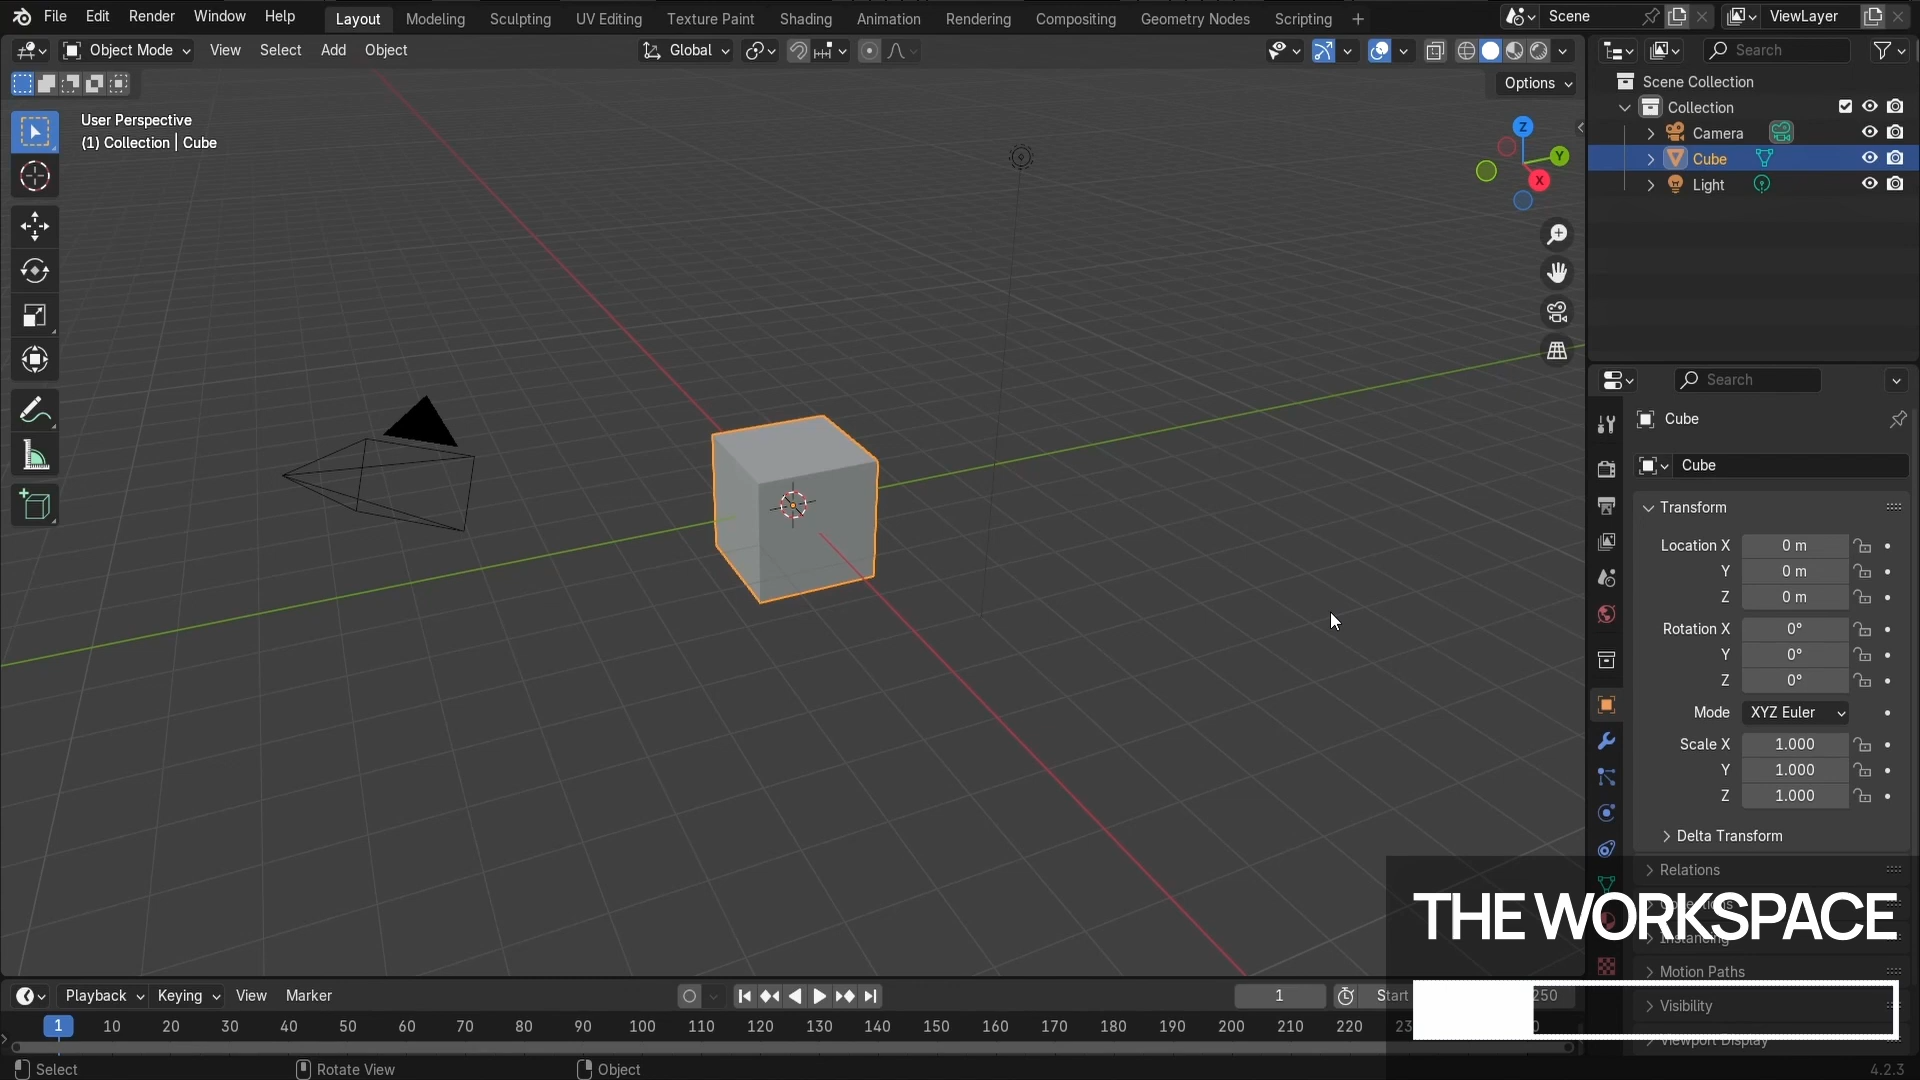 File Edit Render Window Help Layout Modeling Sculpting UV Editing Texture Paint Shading Animation Rendering Compositing Geometry Nodes Scripting + Scene ViewLayer
Object Mode View Select Add Object Global Search
Options
User Perspective
(1) Collection | Cube
Z
Y
X
Scene Collection
Collection
Camera
Cube
Light
Search
Cube
Cube
Transform
Location X 0 m
Y 0 m
Z 0 m
Rotation X 0°
Y 0°
Z 0°
Mode XYZ Euler
Scale X 1.000
Y 1.000
Z 1.000
Delta Transform
Relations
THE WORKSPACE
Instancing
Motion Paths
Visibility
Viewport Display
Playback Keying View Marker 1 Start 250
1 10 20 30 40 50 60 70 80 90 100 110 120 130 140 150 160 170 180 190 200 210 220
Select Rotate View Object 4.2.3